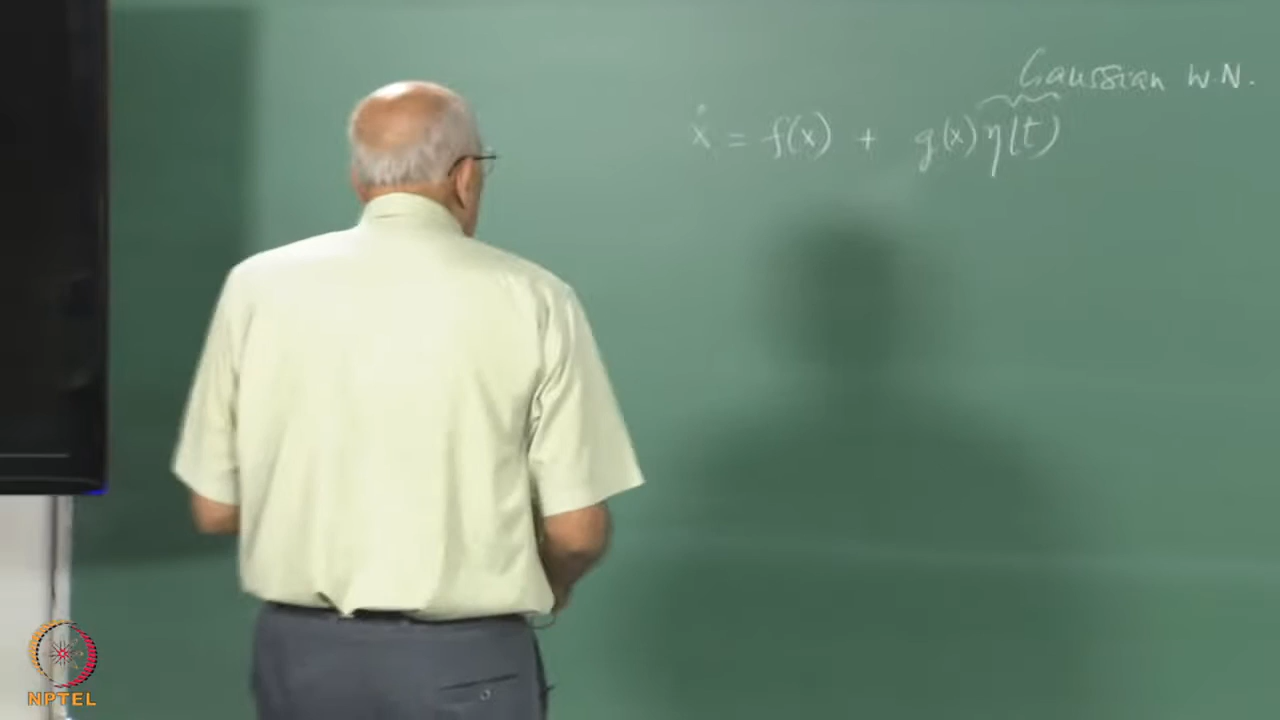 Gaussian W.N.
ẋ = f(x) + g(x) η(t)
NPTEL